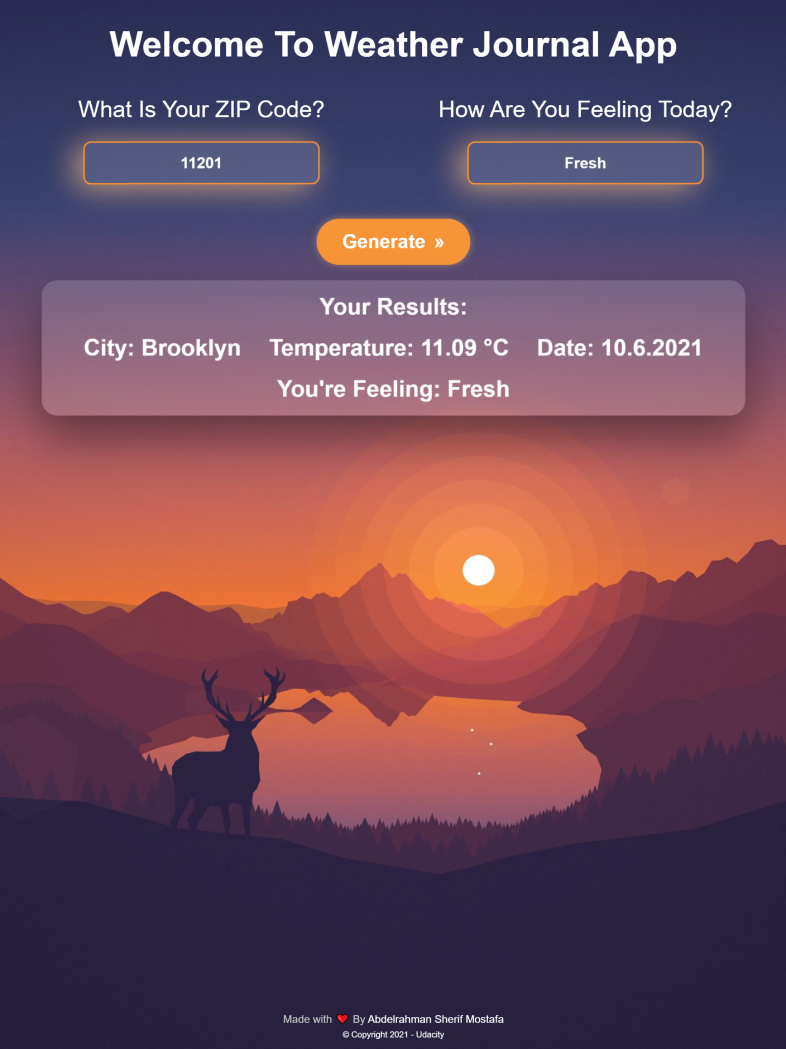 Welcome To Weather Journal App
What Is Your ZIP Code?
How Are You Feeling Today?
11201
Fresh
Generate »
Your Results:
City: Brooklyn Temperature: 11.09 °C Date: 10.6.2021
You're Feeling: Fresh
Made with ❤ By Abdelrahman Sherif Mostafa
© Copyright 2021 - Udacity